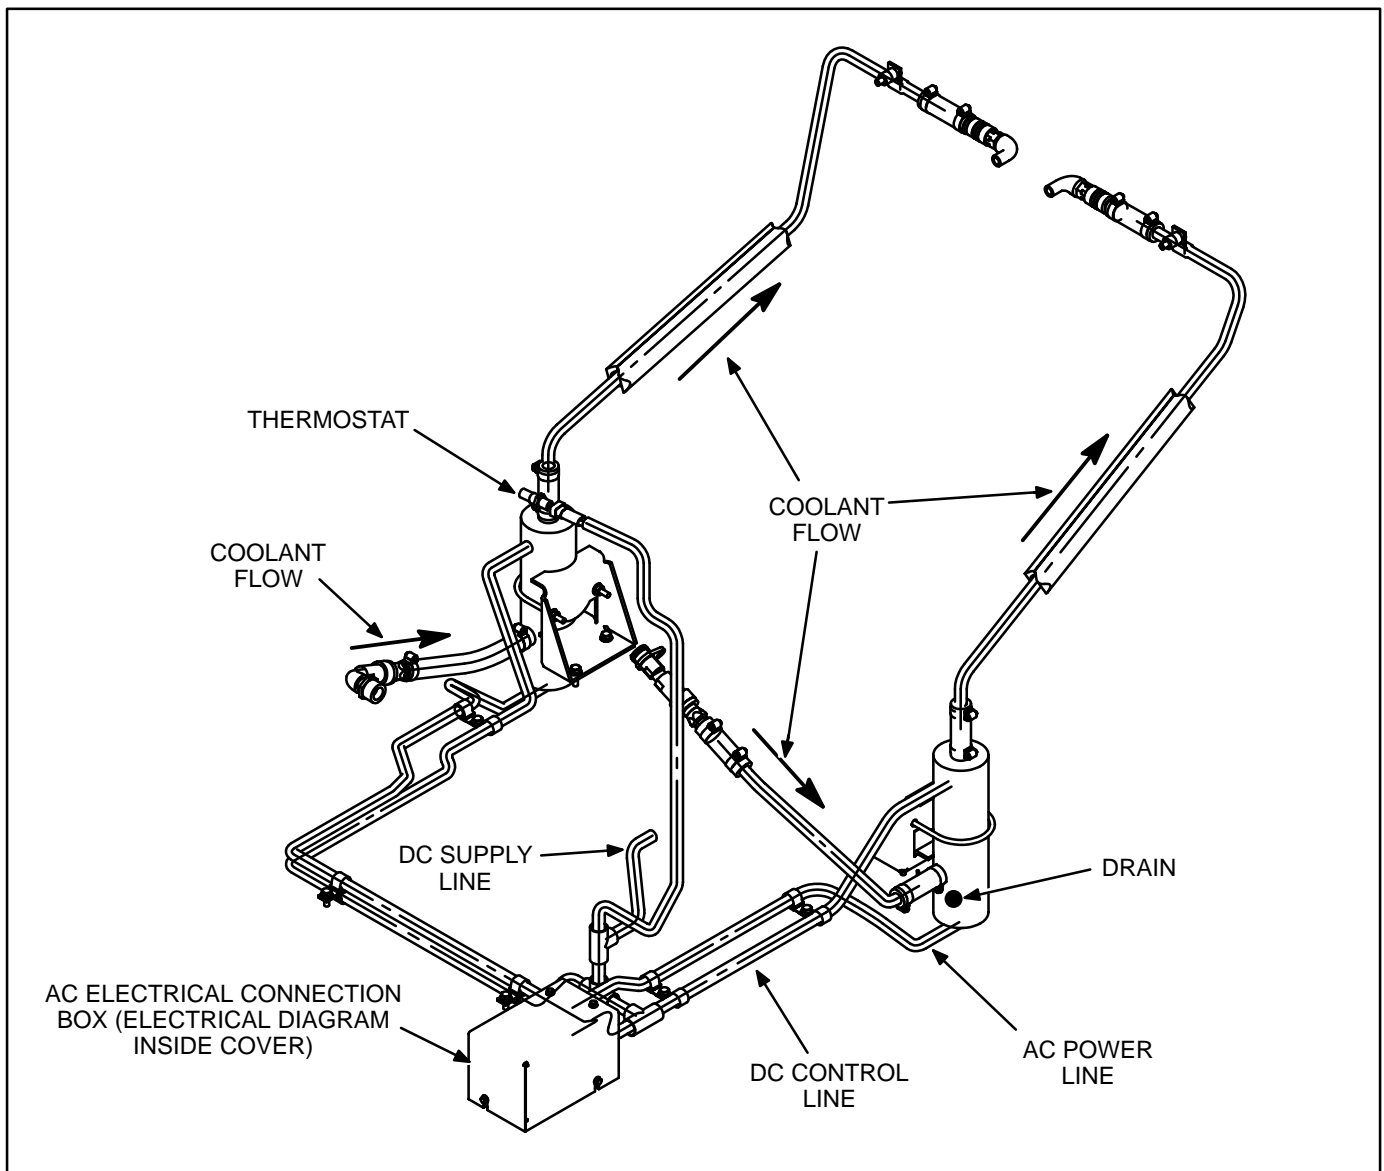 THERMOSTAT
COOLANT
FLOW
COOLANT
FLOW
DC SUPPLY
LINE
DRAIN
AC ELECTRICAL CONNECTION
BOX (ELECTRICAL DIAGRAM
INSIDE COVER)
DC CONTROL
LINE
AC POWER
LINE